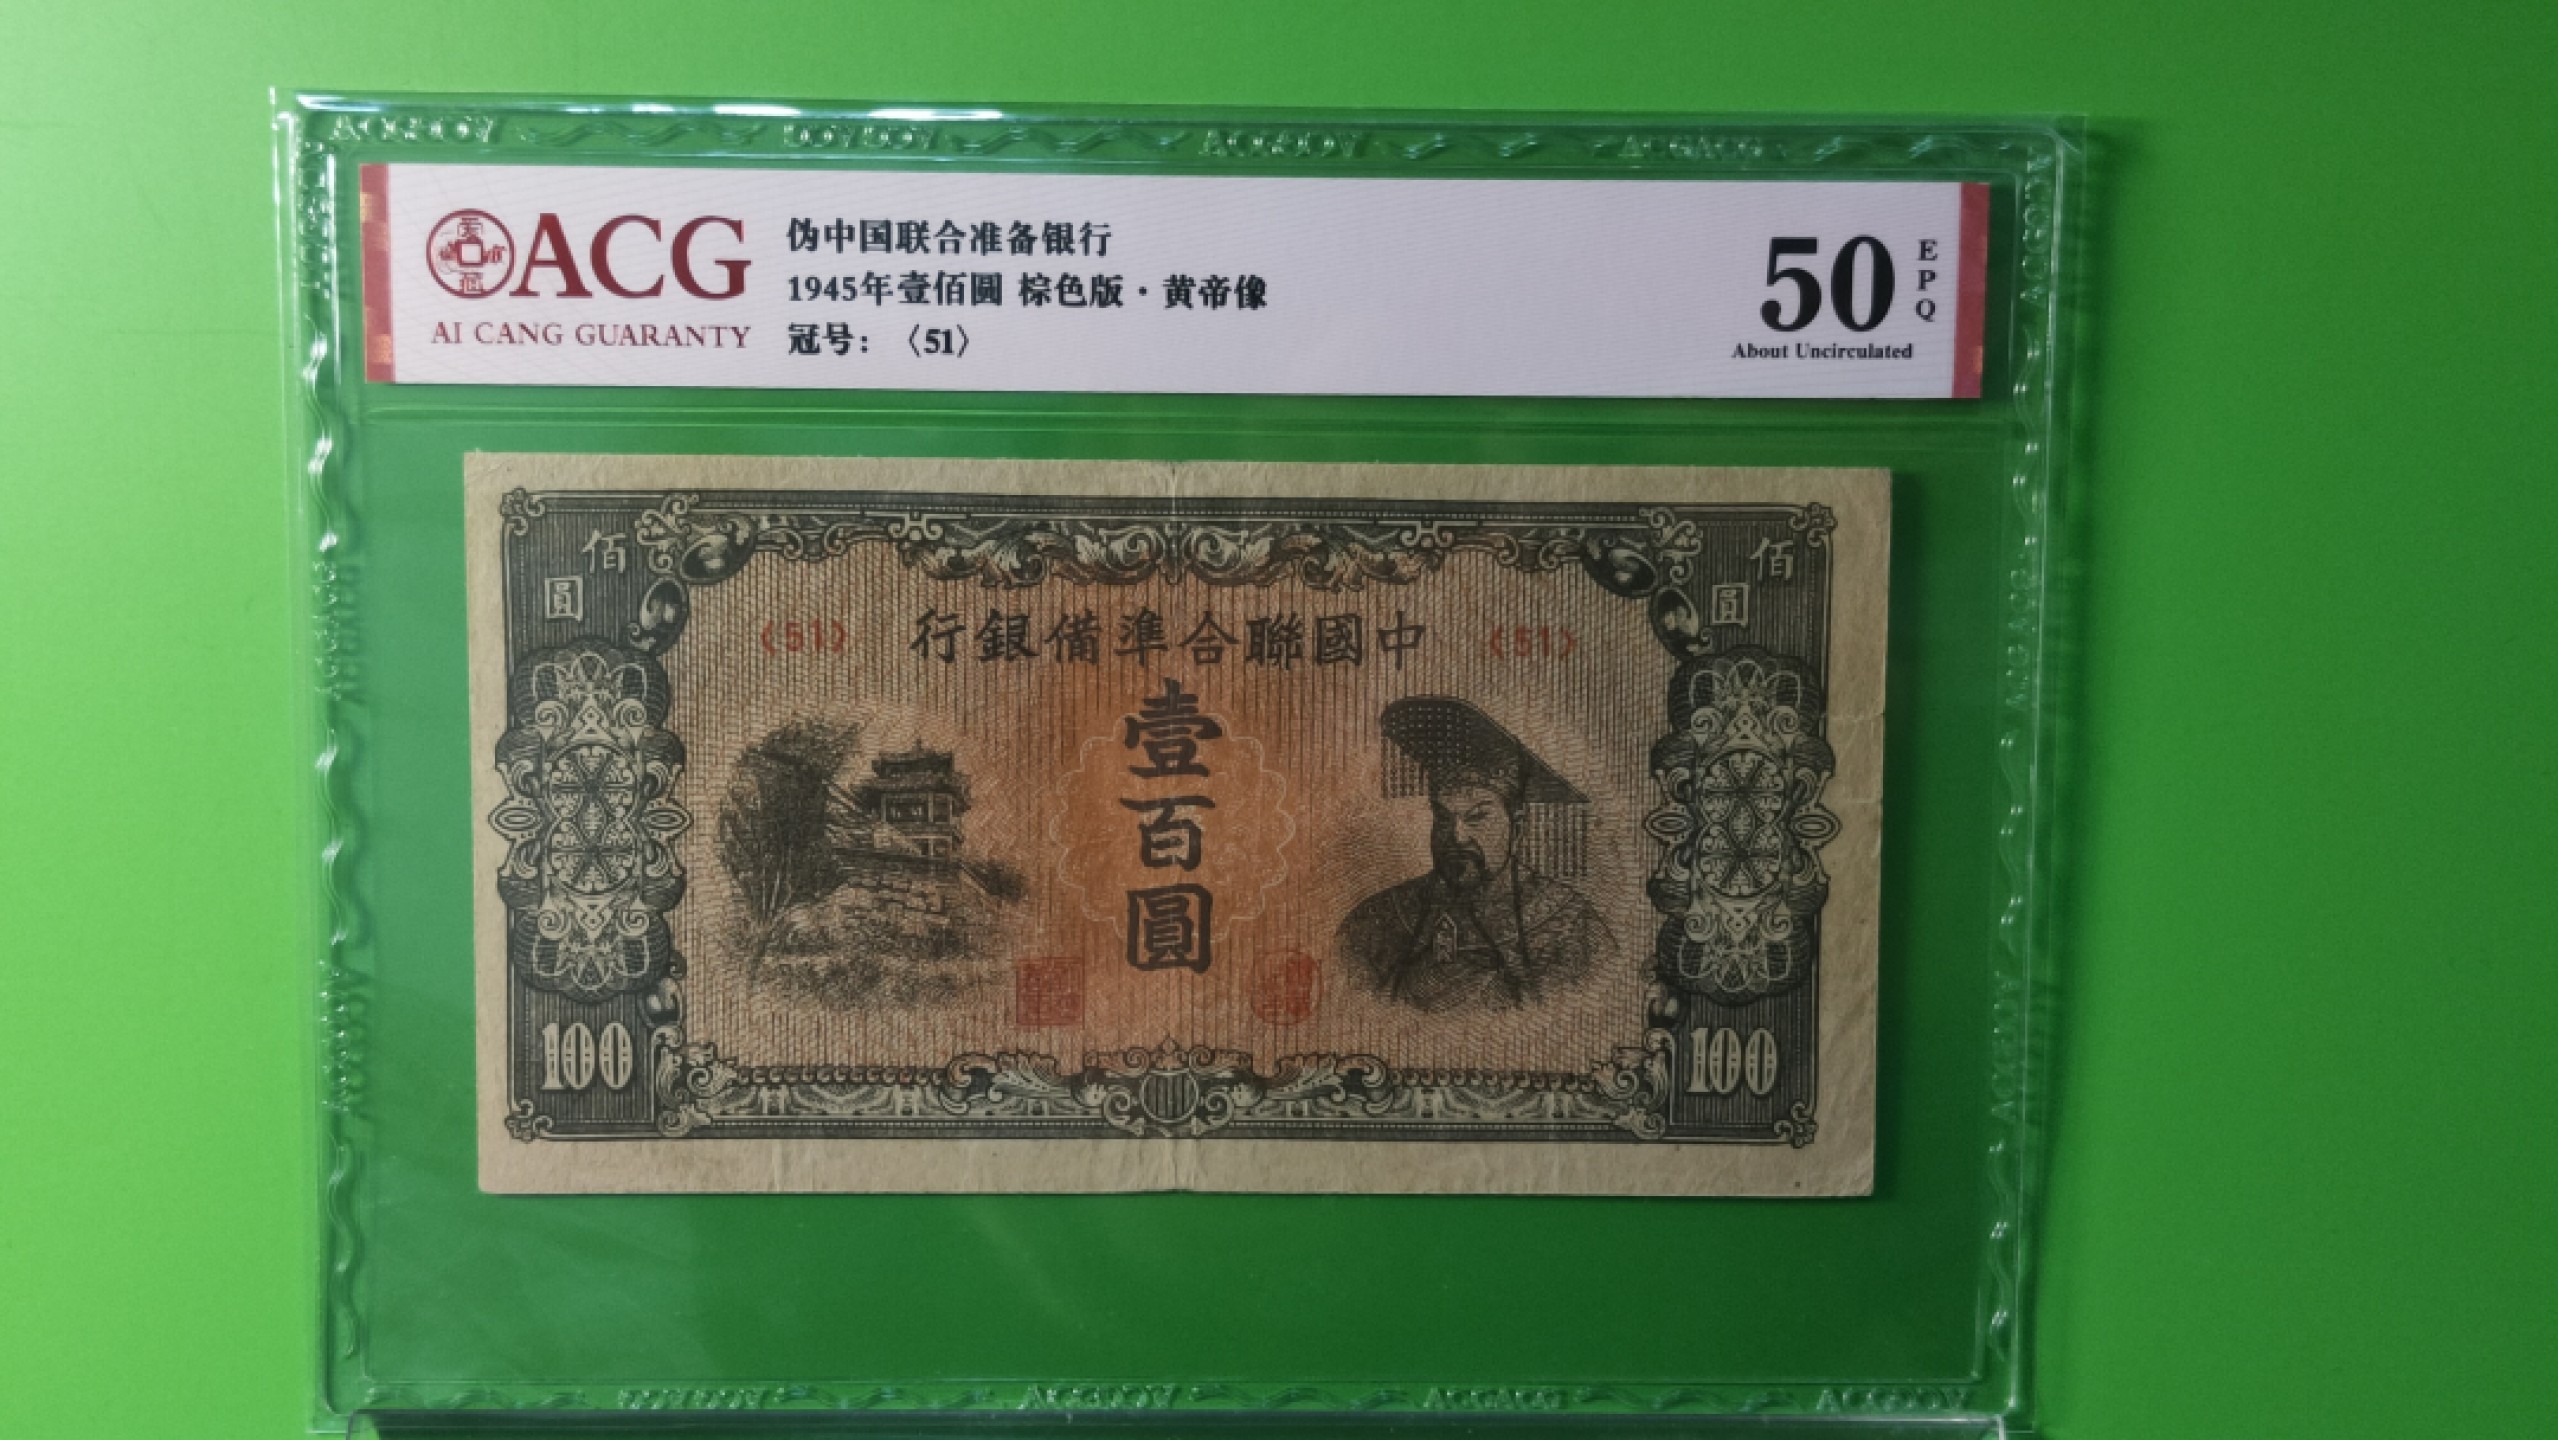 ACG
AI CANG GUARANTY
伪中国联合准备银行
1945年壹佰圓 棕色版·黄帝像
冠号：〈51〉
50
EPQ
About Uncirculated
佰圓
佰圓
〈51〉
行銀備準合聯國中
〈51〉
壹百圓
100
100